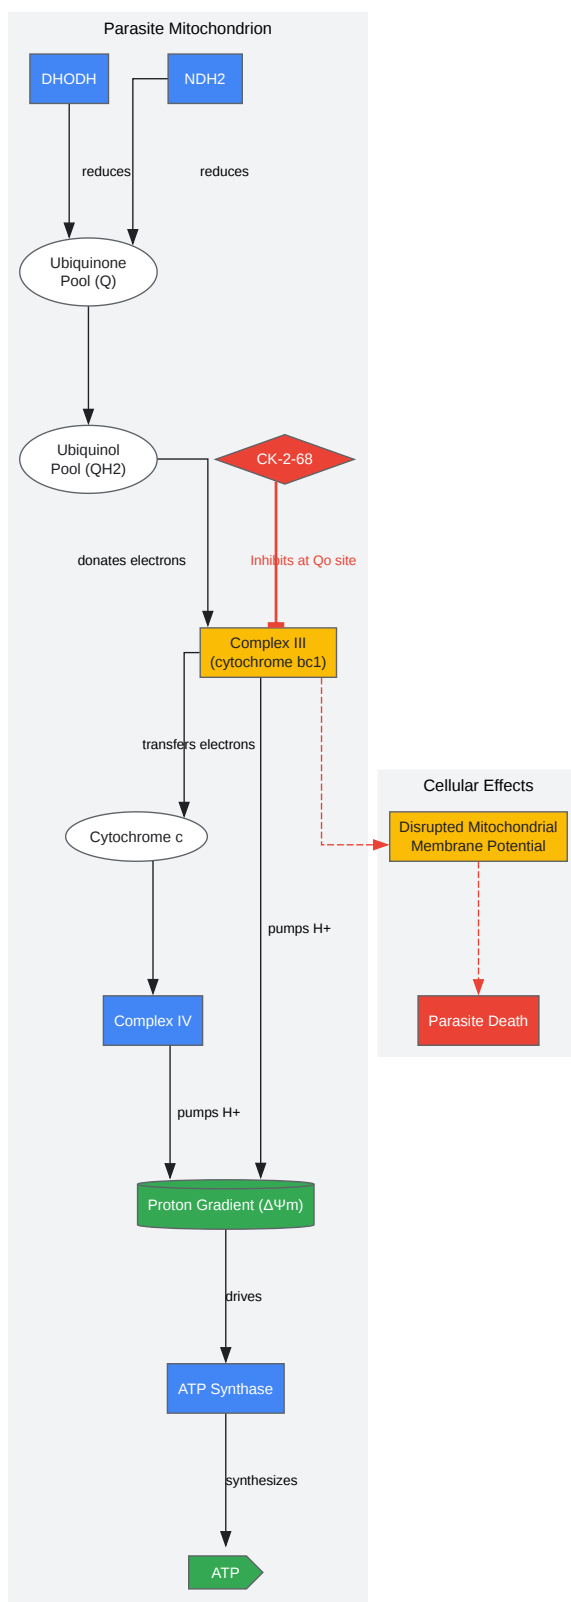 Parasite Mitochondrion
DHODH
NDH2
reduces
reduces
Ubiquinone
Pool (Q)
Ubiquinol
Pool (QH2)
CK-2-68
donates electrons
Inhibits at Qo site
Complex III
(cytochrome bc1)
transfers electrons
Cellular Effects
Disrupted Mitochondrial
Membrane Potential
Cytochrome c
pumps H+
Complex IV
Parasite Death
pumps H+
Proton Gradient (ΔΨm)
drives
ATP Synthase
synthesizes
ATP